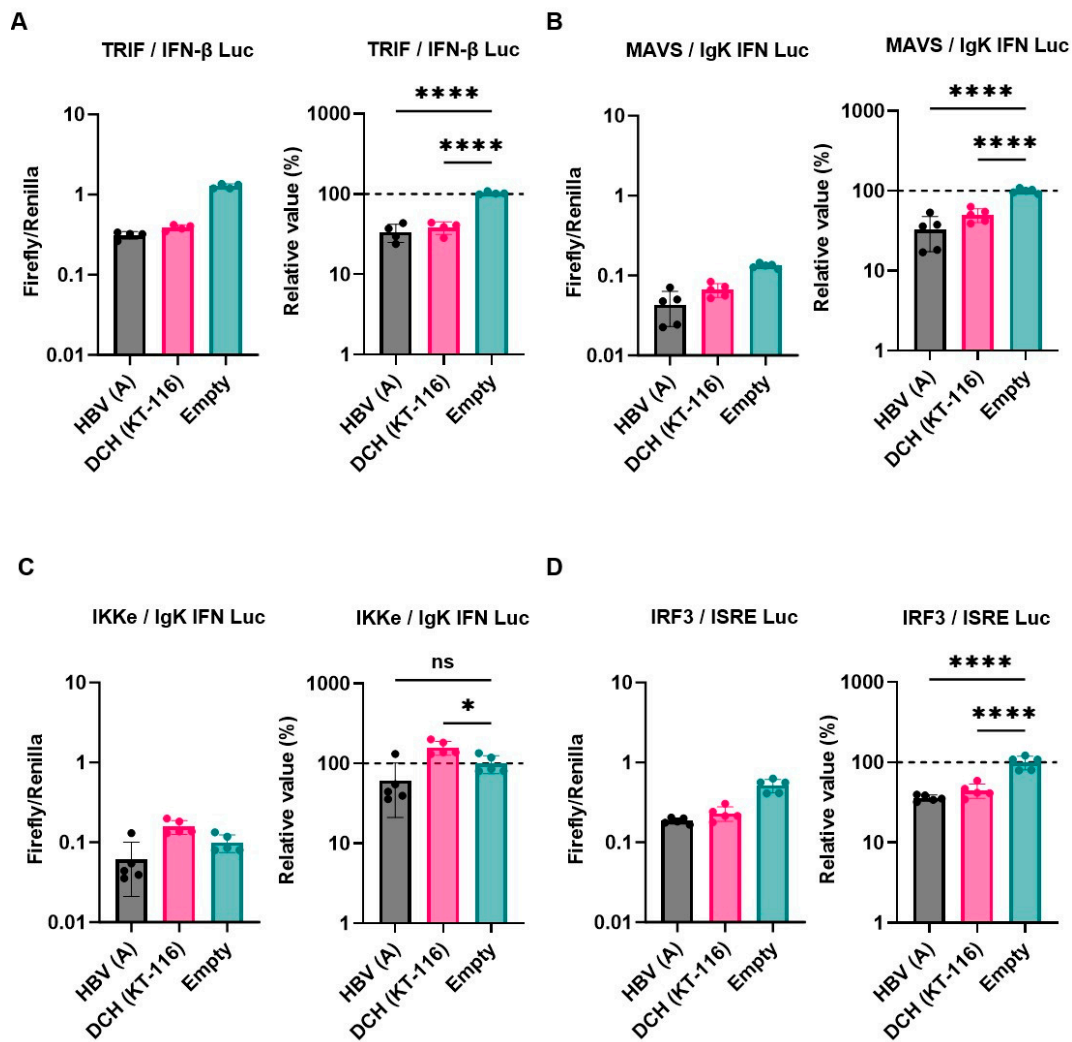 A
TRIF / IFN-β Luc
Firefly/Renilla
10
1
0.1
0.01
HBV (A)
DCH (KT-116)
Empty
TRIF / IFN-β Luc
Relative value (%)
1000
100
10
1
****
****
HBV (A)
DCH (KT-116)
Empty
B
MAVS / IgK IFN Luc
Firefly/Renilla
10
1
0.1
0.01
HBV (A)
DCH (KT-116)
Empty
MAVS / IgK IFN Luc
Relative value (%)
1000
100
10
1
****
****
HBV (A)
DCH (KT-116)
Empty
C
IKKe / IgK IFN Luc
Firefly/Renilla
10
1
0.1
0.01
HBV (A)
DCH (KT-116)
Empty
IKKe / IgK IFN Luc
Relative value (%)
1000
100
10
1
ns
*
HBV (A)
DCH (KT-116)
Empty
D
IRF3 / ISRE Luc
Firefly/Renilla
10
1
0.1
0.01
HBV (A)
DCH (KT-116)
Empty
IRF3 / ISRE Luc
Relative value (%)
1000
100
10
1
****
****
HBV (A)
DCH (KT-116)
Empty